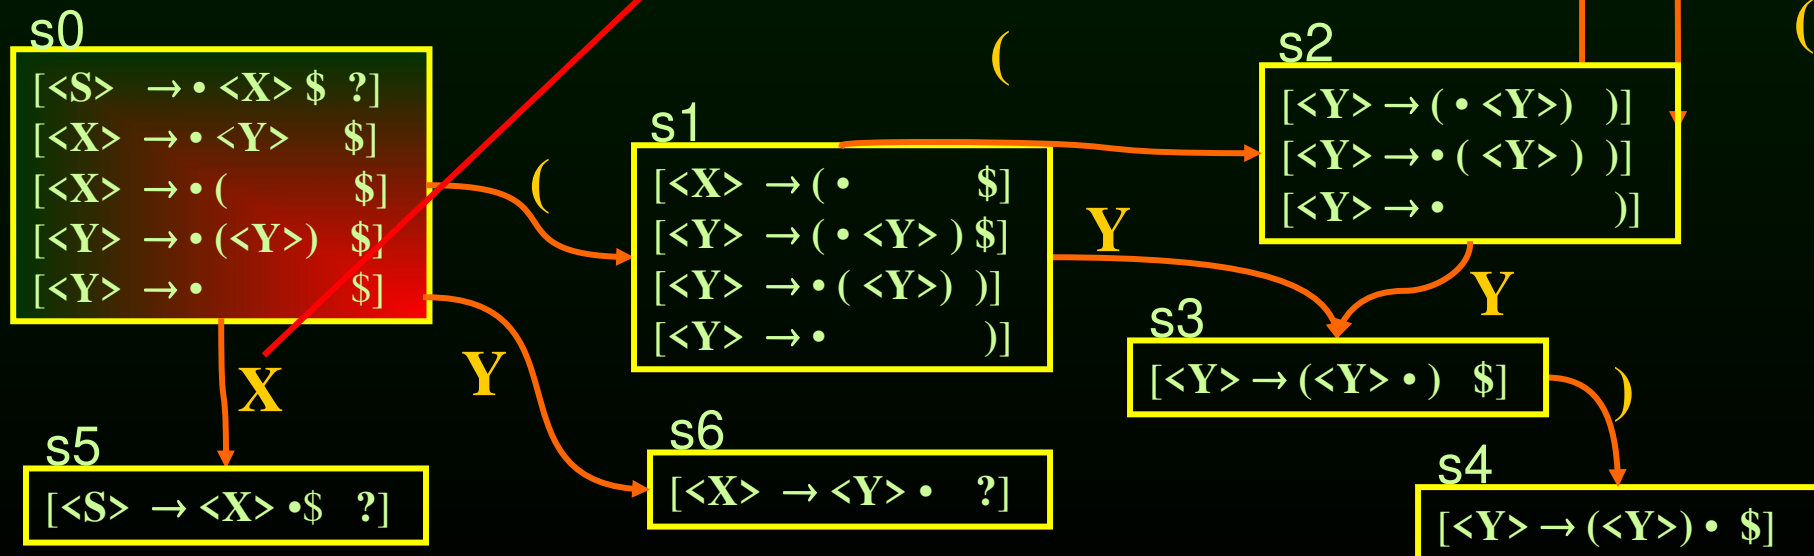 s0
[<S> → • <X> $ ?]
[<X> → • <Y> $]
[<X> → • ( $]
[<Y> → • (<Y>) $]
[<Y> → • $]
(
X
Y
s1
[<X> → ( • $]
[<Y> → ( • <Y> ) $]
[<Y> → • ( <Y>) )]
[<Y> → • )]
(
(
s2
[<Y> → ( • <Y>) )]
[<Y> → • ( <Y> ) )]
[<Y> → • )]
Y
Y
s3
[<Y> → (<Y> • ) $]
)
s4
[<Y> → (<Y>) • $]
s5
[<S> → <X> •$ ?]
s6
[<X> → <Y> • ?]